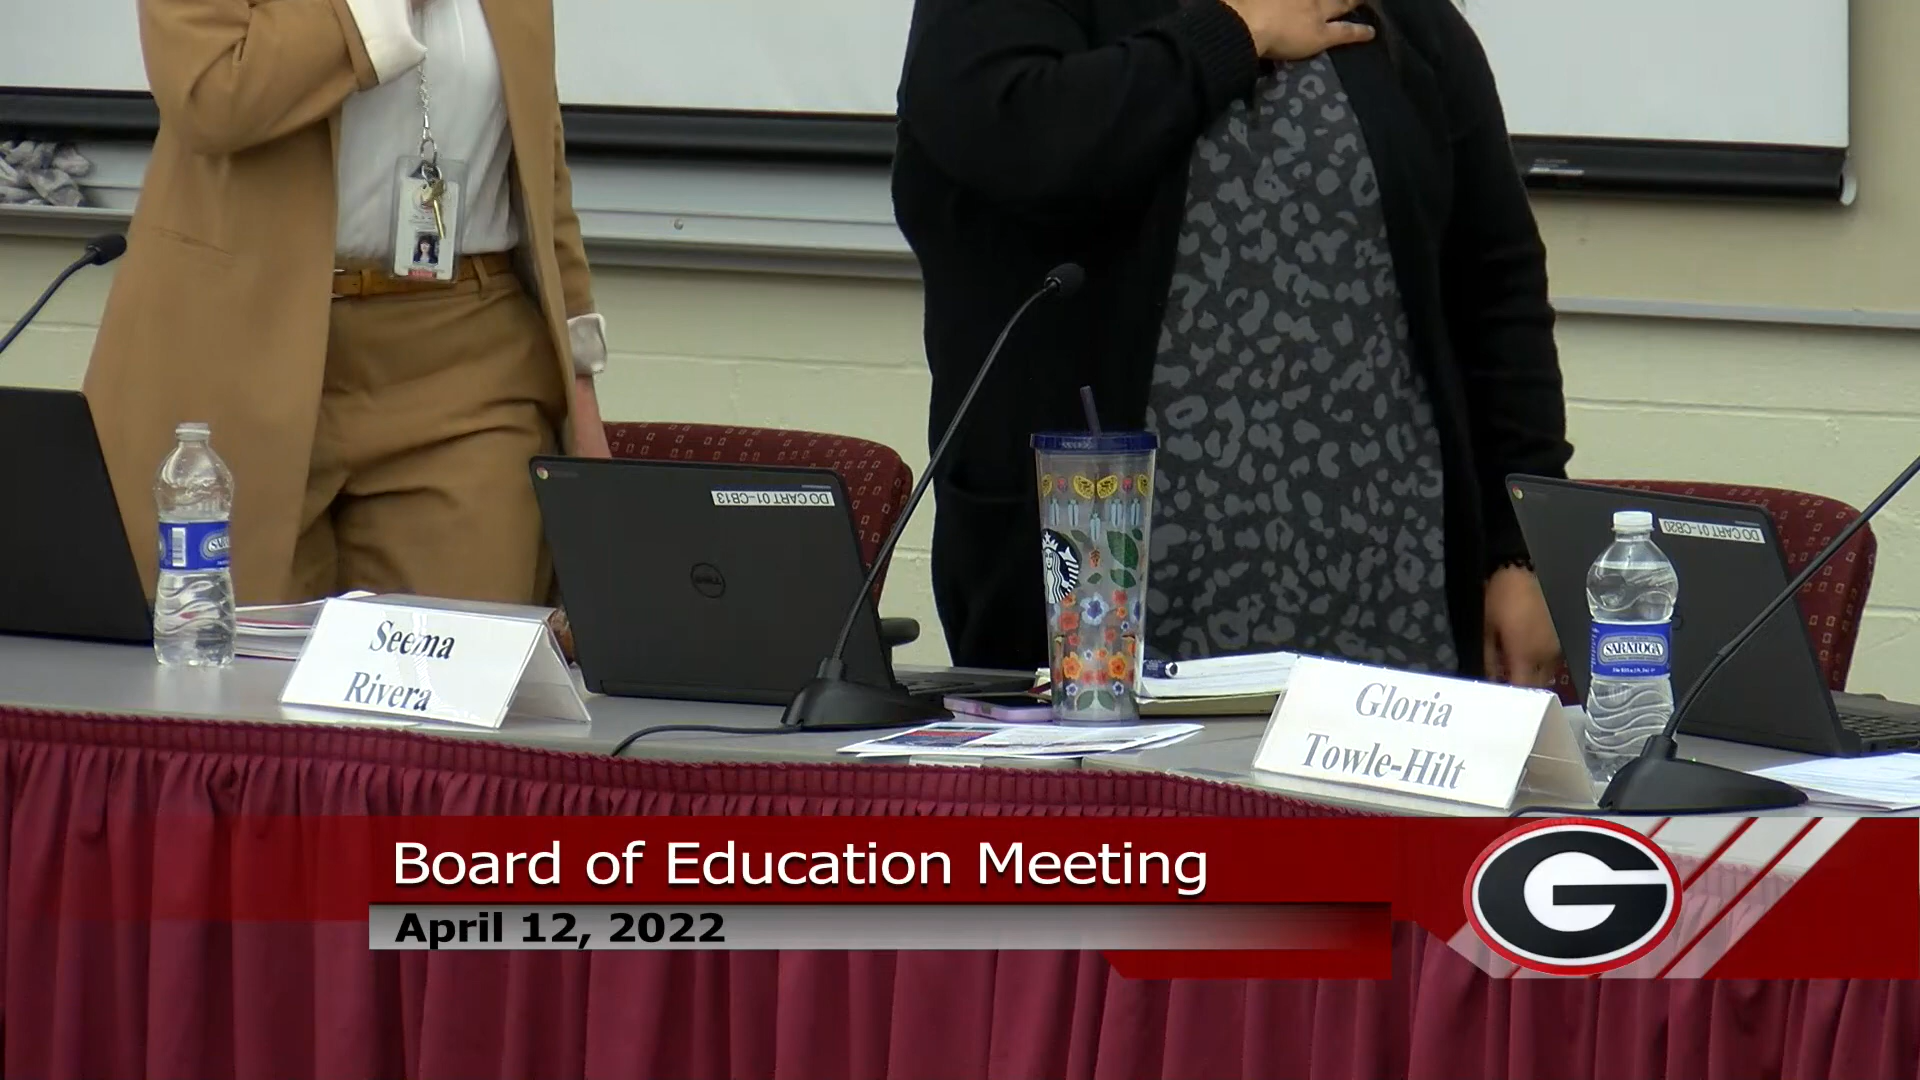 DO CART 01-CB13
DO CART 01-CB20
DELL
SARATOGA
Seema
Rivera
Gloria
Towle-Hilt
Board of Education Meeting
April 12, 2022
G